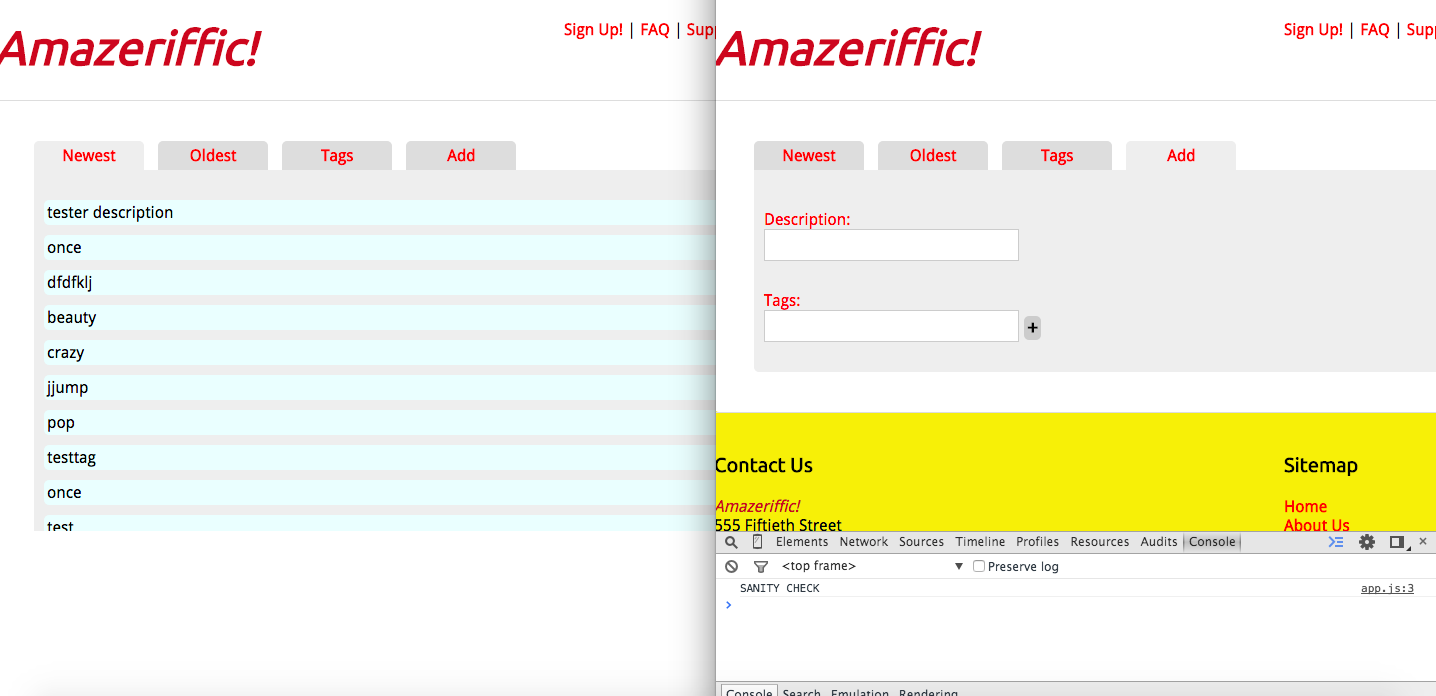 Amazeriffic!
Sign Up! | FAQ |
Newest Oldest Tags Add
tester description
once
dfdfklj
beauty
crazy
jjump
pop
testtag
once
test
Amazeriffic!
Sign Up! | FAQ |
Newest Oldest Tags Add
Description:
Tags:
+
Contact Us
Amazeriffic!
555 Fiftieth Street
Sitemap
Home
About Us
Elements Network Sources Timeline Profiles Resources Audits Console
<top frame> ▼ Preserve log
SANITY CHECK app.js:3
Console Search Emulation Rendering